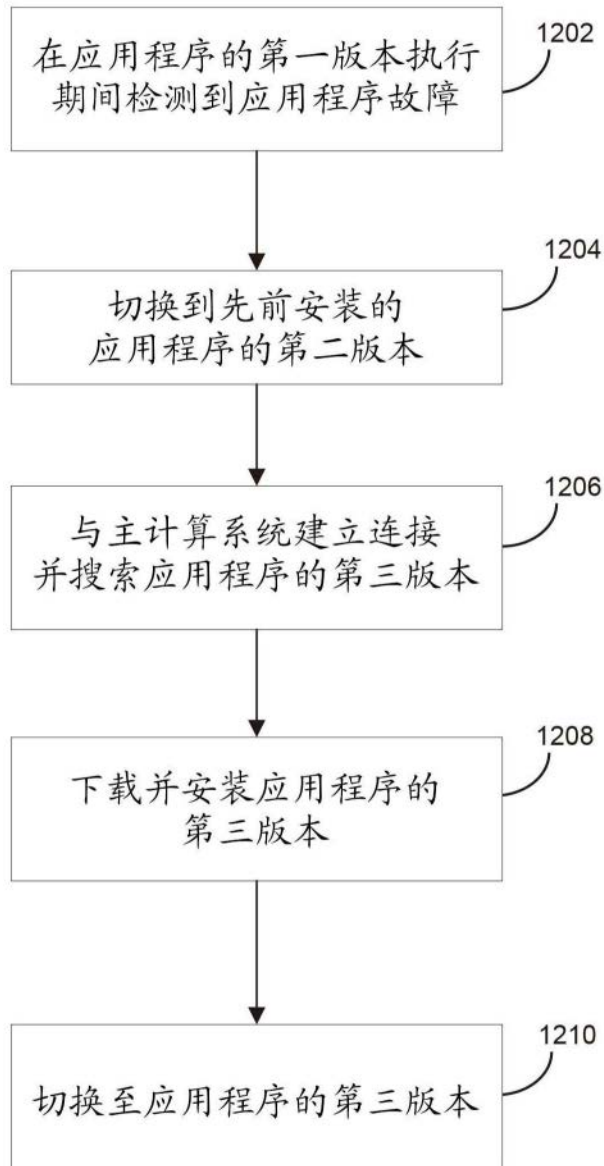 在应用程序的第一版本执行
期间检测到应用程序故障
1202
切换到先前安装的
应用程序的第二版本
1204
与主计算系统建立连接
并搜索应用程序的第三版本
1206
下载并安装应用程序的
第三版本
1208
切换至应用程序的第三版本
1210